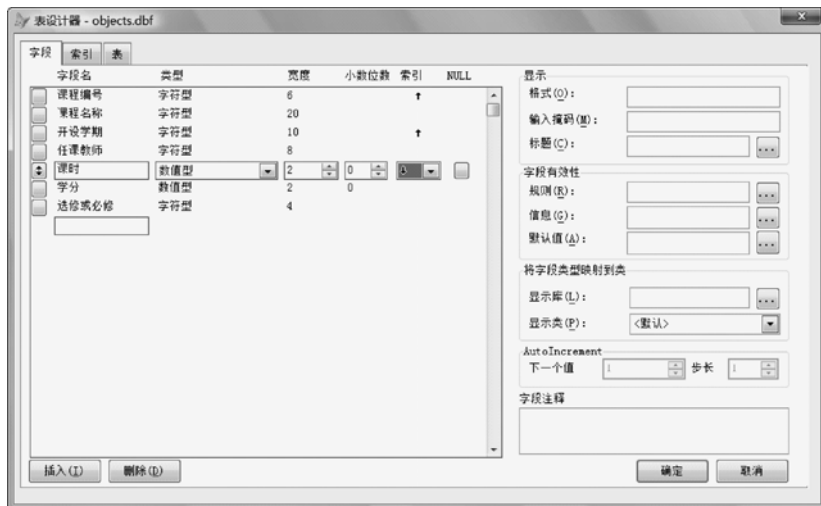 表设计器 - objects.dbf
字段 索引 表
字段名 类型 宽度 小数位数 索引 NULL
课程编号 字符型 6 ↑
课程名称 字符型 20
开设学期 字符型 10 ↑
任课教师 字符型 8
课时 数值型 2 0
学分 数值型 2 0
选修或必修 字符型 4
插入(I) 删除(D)
显示
格式(O):
输入掩码(M):
标题(C):
字段有效性
规则(R):
信息(G):
默认值(A):
将字段类型映射到类
显示库(L):
显示类(P): <默认>
AutoIncrement
下一个值 1 步长 1
字段注释
确定 取消